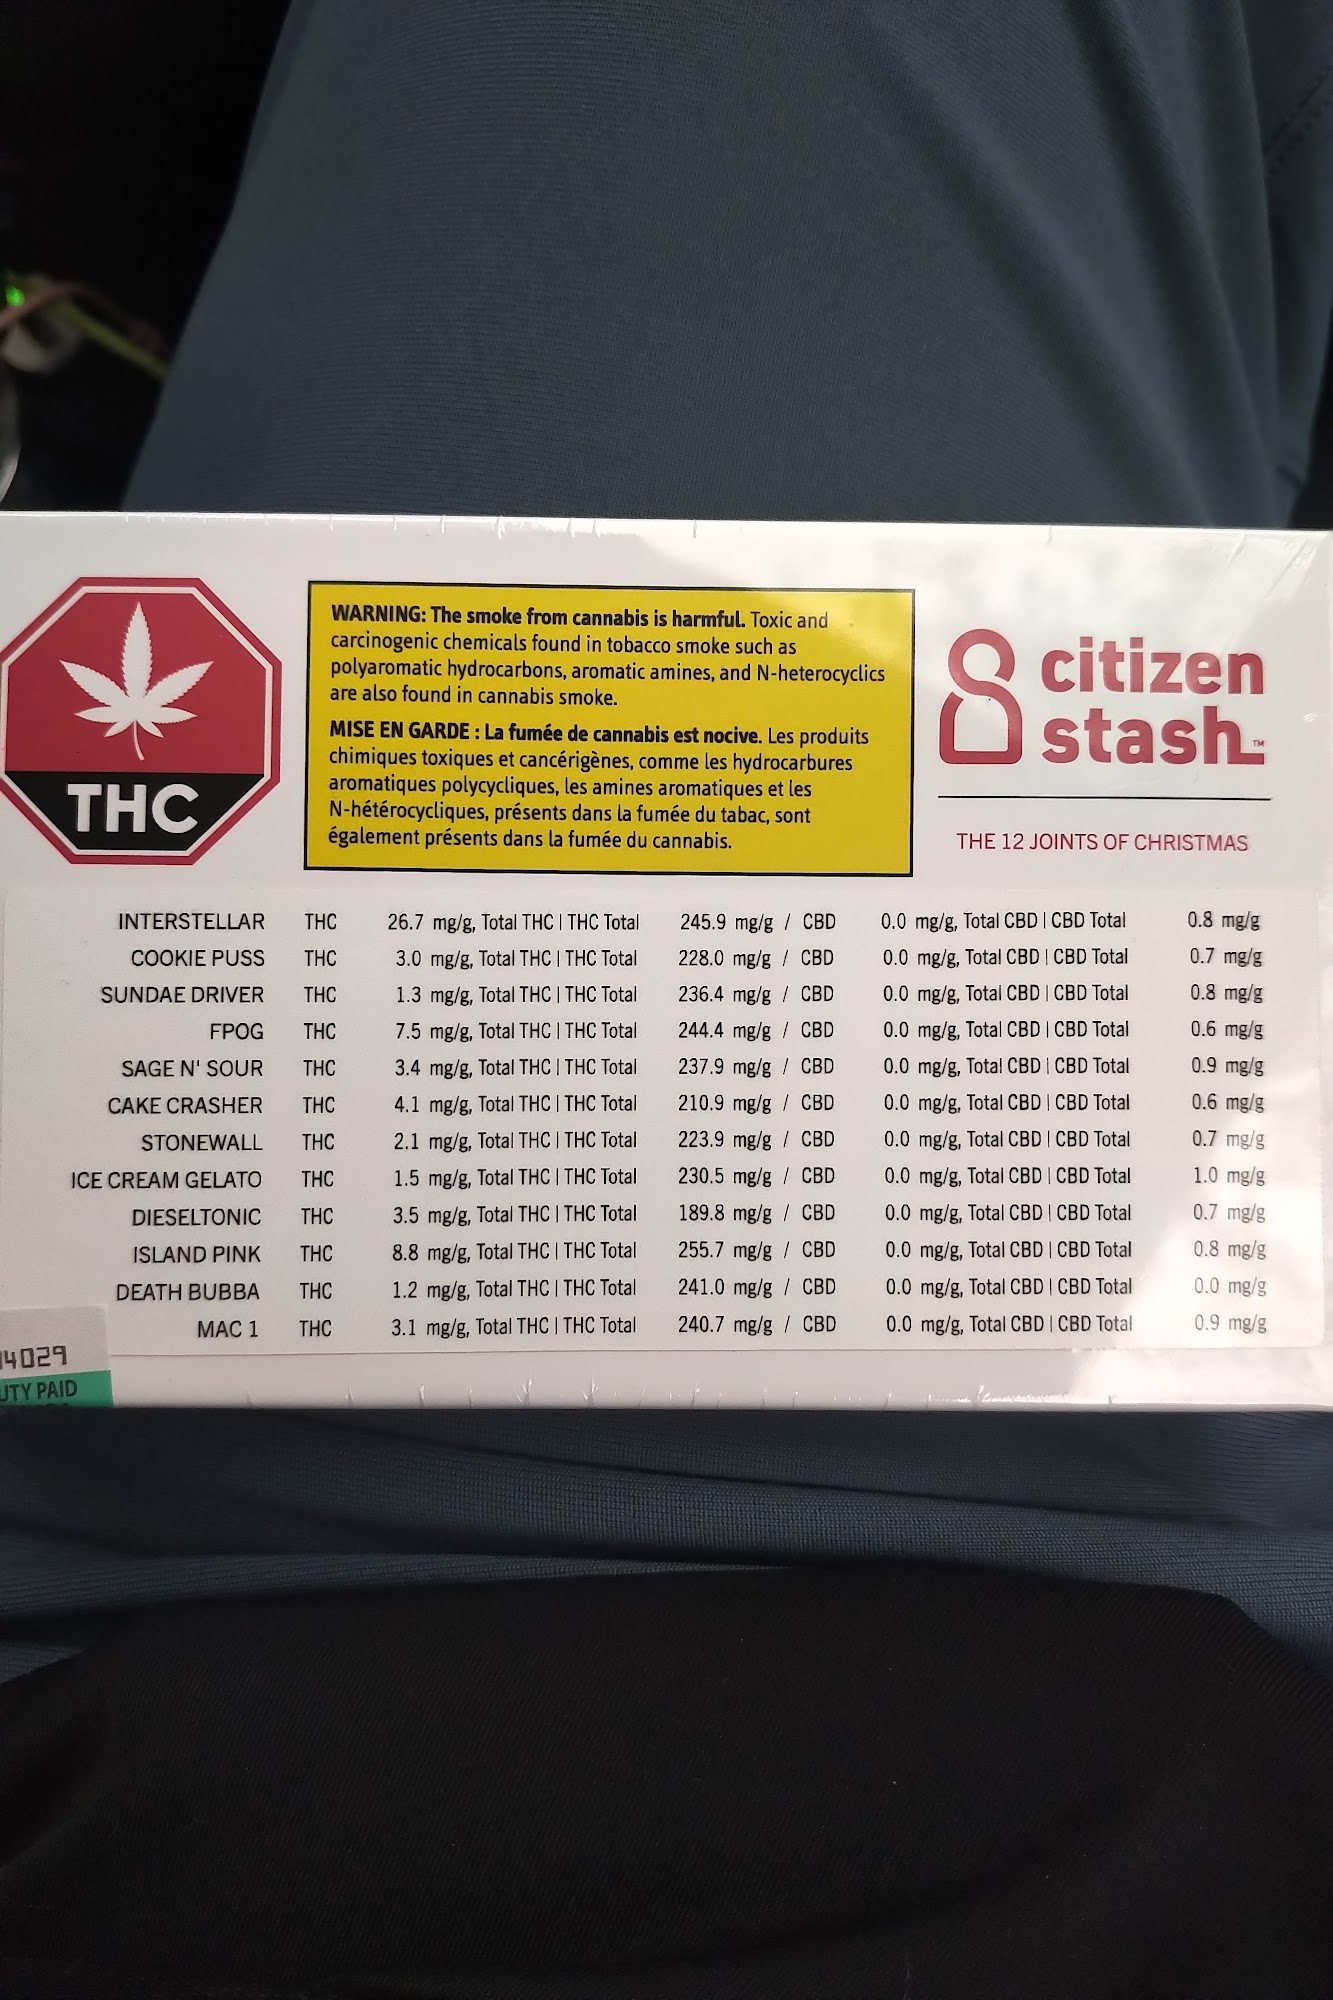 THC
WARNING: The smoke from cannabis is harmful. Toxic and
carcinogenic chemicals found in tobacco smoke such as
polyaromatic hydrocarbons, aromatic amines, and N-heterocyclics
are also found in cannabis smoke.
MISE EN GARDE : La fumée de cannabis est nocive. Les produits
chimiques toxiques et cancérigènes, comme les hydrocarbures
aromatiques polycycliques, les amines aromatiques et les
N-hétérocycliques, présents dans la fumée du tabac, sont
également présents dans la fumée du cannabis.
citizen
stash™
THE 12 JOINTS OF CHRISTMAS
INTERSTELLAR THC 26.7 mg/g, Total THC | THC Total 245.9 mg/g / CBD 0.0 mg/g, Total CBD | CBD Total 0.8 mg/g
COOKIE PUSS THC 3.0 mg/g, Total THC | THC Total 228.0 mg/g / CBD 0.0 mg/g, Total CBD | CBD Total 0.7 mg/g
SUNDAE DRIVER THC 1.3 mg/g, Total THC | THC Total 236.4 mg/g / CBD 0.0 mg/g, Total CBD | CBD Total 0.8 mg/g
FPOG THC 7.5 mg/g, Total THC | THC Total 244.4 mg/g / CBD 0.0 mg/g, Total CBD | CBD Total 0.6 mg/g
SAGE N' SOUR THC 3.4 mg/g, Total THC | THC Total 237.9 mg/g / CBD 0.0 mg/g, Total CBD | CBD Total 0.9 mg/g
CAKE CRASHER THC 4.1 mg/g, Total THC | THC Total 210.9 mg/g / CBD 0.0 mg/g, Total CBD | CBD Total 0.6 mg/g
STONEWALL THC 2.1 mg/g, Total THC | THC Total 223.9 mg/g / CBD 0.0 mg/g, Total CBD | CBD Total 0.7 mg/g
ICE CREAM GELATO THC 1.5 mg/g, Total THC | THC Total 230.5 mg/g / CBD 0.0 mg/g, Total CBD | CBD Total 1.0 mg/g
DIESELTONIC THC 3.5 mg/g, Total THC | THC Total 189.8 mg/g / CBD 0.0 mg/g, Total CBD | CBD Total 0.7 mg/g
ISLAND PINK THC 8.8 mg/g, Total THC | THC Total 255.7 mg/g / CBD 0.0 mg/g, Total CBD | CBD Total 0.8 mg/g
DEATH BUBBA THC 1.2 mg/g, Total THC | THC Total 241.0 mg/g / CBD 0.0 mg/g, Total CBD | CBD Total 0.0 mg/g
MAC 1 THC 3.1 mg/g, Total THC | THC Total 240.7 mg/g / CBD 0.0 mg/g, Total CBD | CBD Total 0.9 mg/g
4029
UTY PAID